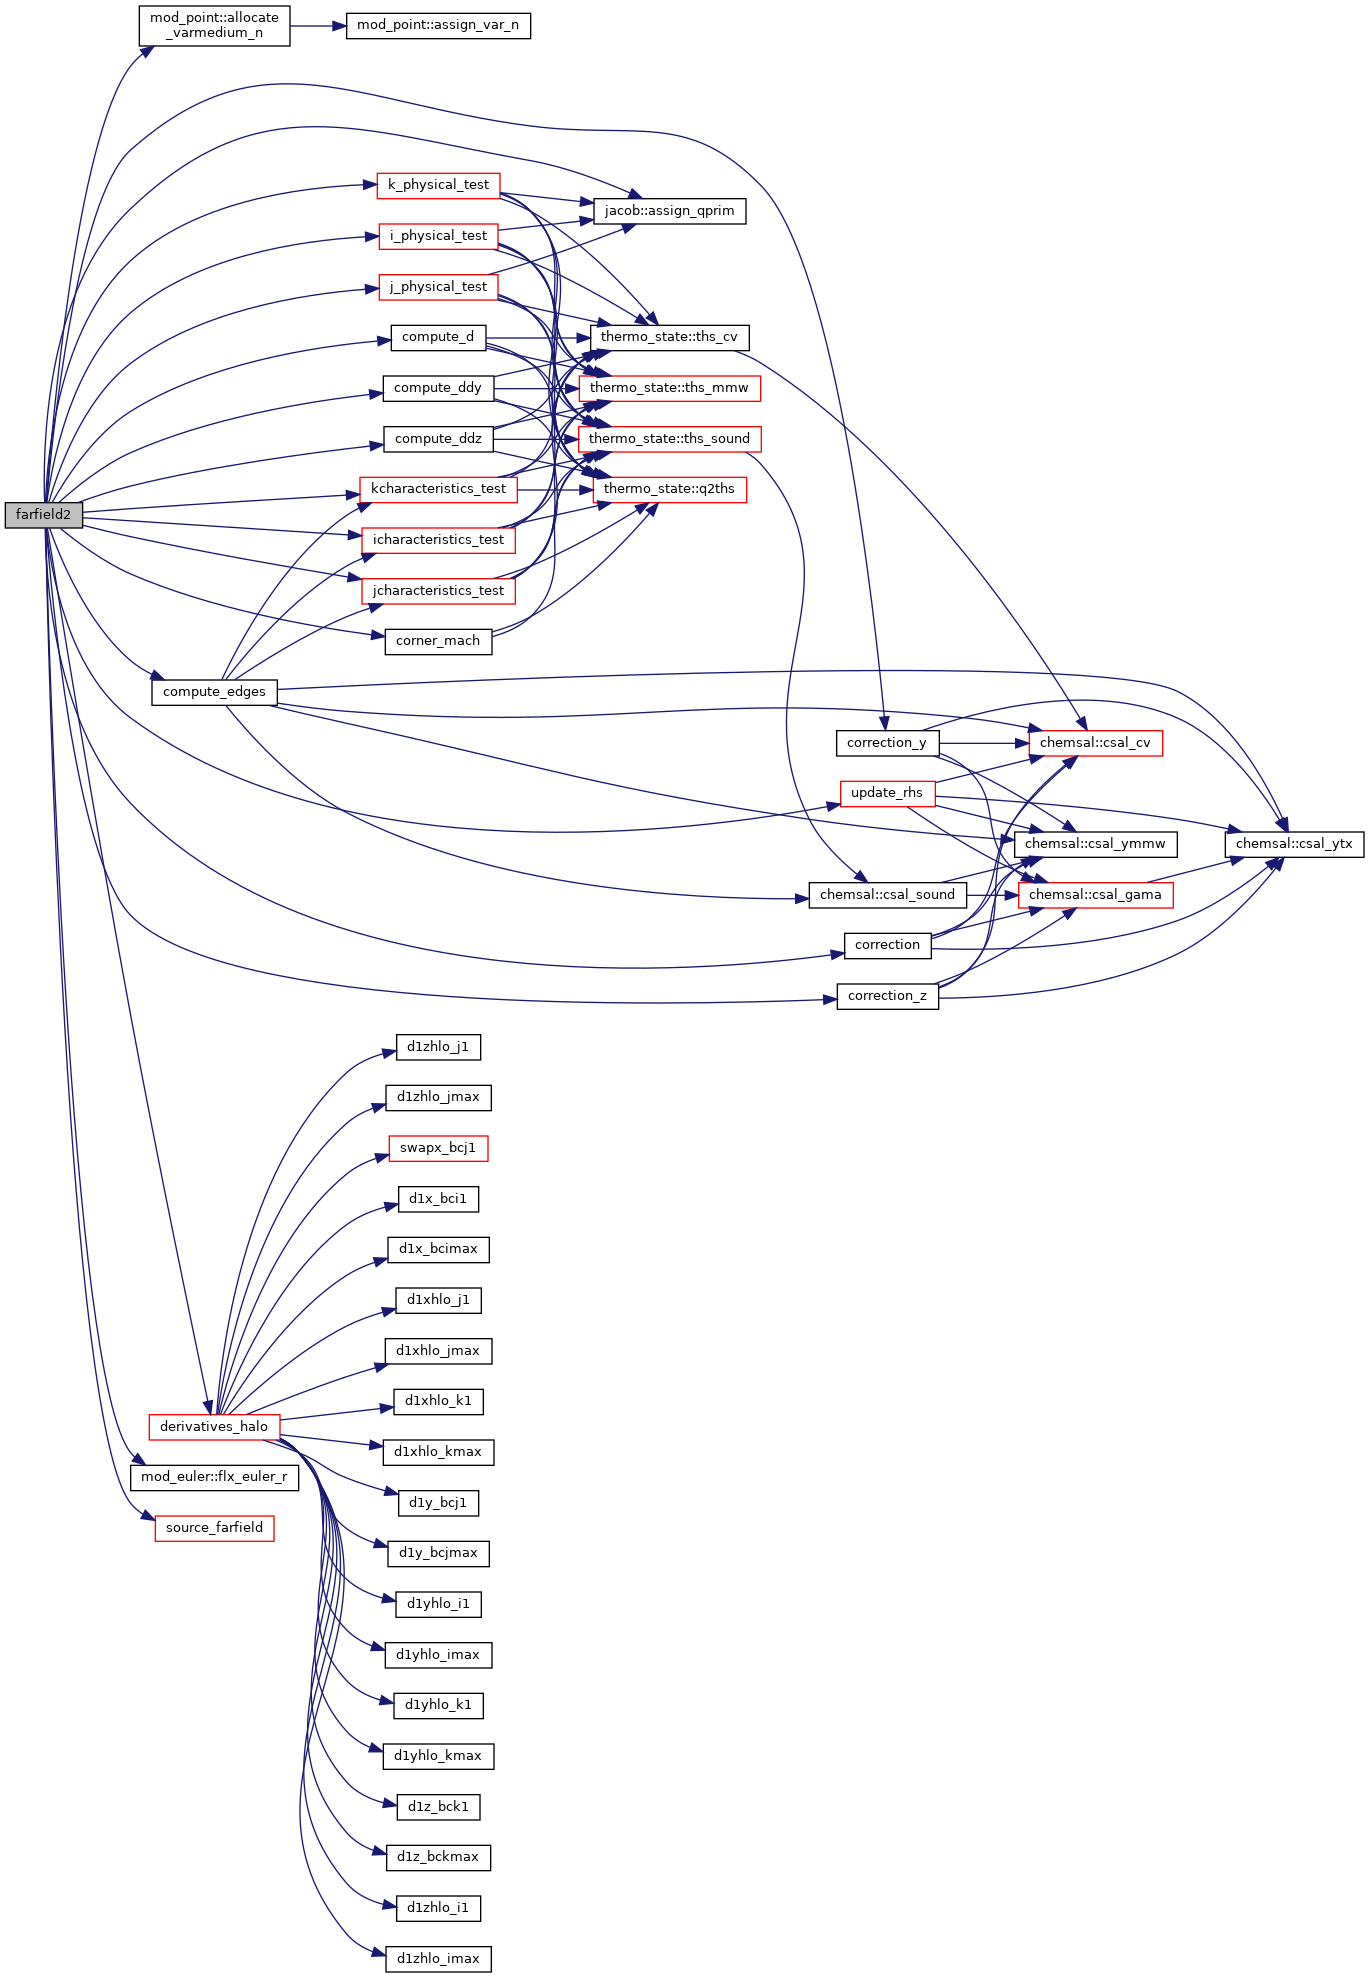 mod_point::allocate
_varmedium_n
mod_point::assign_var_n
k_physical_test
jacob::assign_qprim
i_physical_test
j_physical_test
compute_d
thermo_state::ths_cv
compute_ddy
thermo_state::ths_mmw
compute_ddz
thermo_state::ths_sound
kcharacteristics_test
thermo_state::q2ths
farfield2
icharacteristics_test
jcharacteristics_test
corner_mach
compute_edges
correction_y
chemsal::csal_cv
update_rhs
chemsal::csal_ymmw
chemsal::csal_ytx
chemsal::csal_sound
chemsal::csal_gama
correction
correction_z
d1zhlo_j1
d1zhlo_jmax
swapx_bcj1
d1x_bci1
d1x_bcimax
d1xhlo_j1
d1xhlo_jmax
d1xhlo_k1
derivatives_halo
d1xhlo_kmax
mod_euler::flx_euler_r
d1y_bcj1
source_farfield
d1y_bcjmax
d1yhlo_i1
d1yhlo_imax
d1yhlo_k1
d1yhlo_kmax
d1z_bck1
d1z_bckmax
d1zhlo_i1
d1zhlo_imax